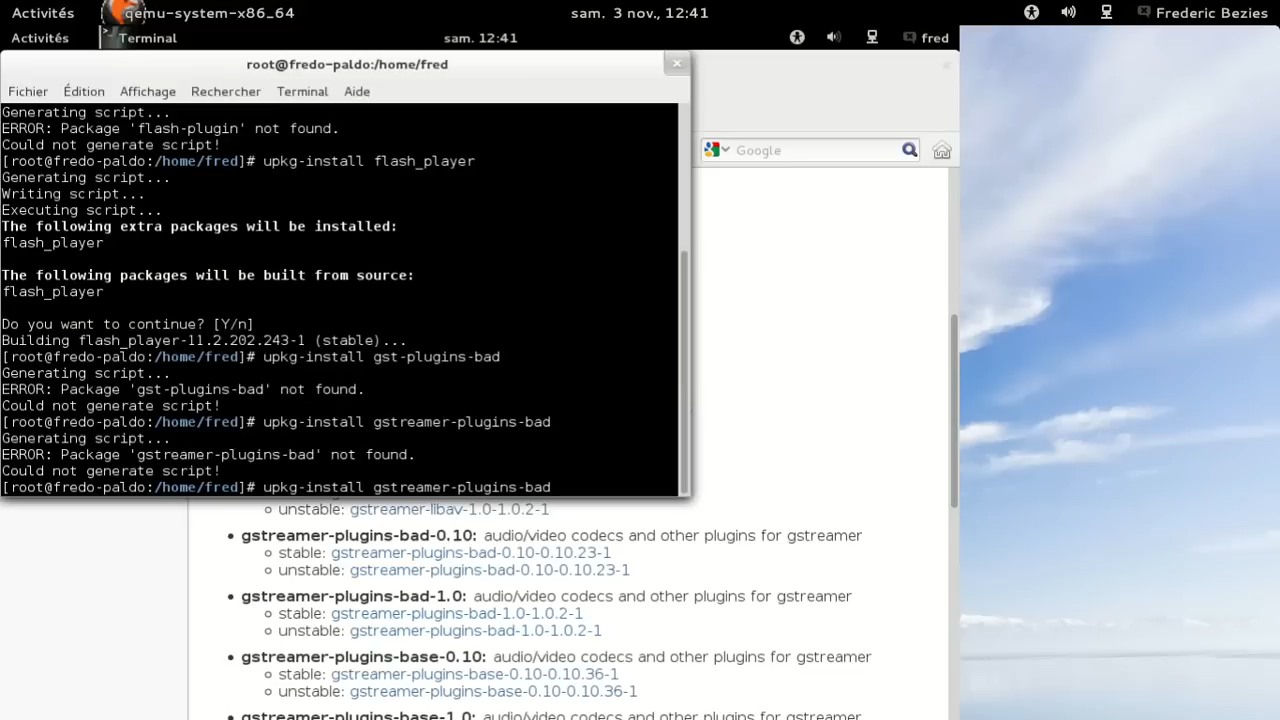 Activités
qemu-system-x86_64
sam. 3 nov., 12:41
Frederic Bezies
Activités
Terminal
sam. 12:41
fred
root@fredo-paldo:/home/fred
Fichier Édition Affichage Rechercher Terminal Aide
Generating script...
ERROR: Package 'flash-plugin' not found.
Could not generate script!
[root@fredo-paldo:/home/fred]# upkg-install flash_player
Generating script...
Writing script...
Executing script...
The following extra packages will be installed:
flash_player
The following packages will be built from source:
flash_player
Do you want to continue? [Y/n]
Building flash_player-11.2.202.243-1 (stable)...
[root@fredo-paldo:/home/fred]# upkg-install gst-plugins-bad
Generating script...
ERROR: Package 'gst-plugins-bad' not found.
Could not generate script!
[root@fredo-paldo:/home/fred]# upkg-install gstreamer-plugins-bad
Generating script...
ERROR: Package 'gstreamer-plugins-bad' not found.
Could not generate script!
[root@fredo-paldo:/home/fred]# upkg-install gstreamer-plugins-bad
Google
unstable: gstreamer-libav-1.0-1.0.2-1
gstreamer-plugins-bad-0.10: audio/video codecs and other plugins for gstreamer
stable: gstreamer-plugins-bad-0.10-0.10.23-1
unstable: gstreamer-plugins-bad-0.10-0.10.23-1
gstreamer-plugins-bad-1.0: audio/video codecs and other plugins for gstreamer
stable: gstreamer-plugins-bad-1.0-1.0.2-1
unstable: gstreamer-plugins-bad-1.0-1.0.2-1
gstreamer-plugins-base-0.10: audio/video codecs and other plugins for gstreamer
stable: gstreamer-plugins-base-0.10-0.10.36-1
unstable: gstreamer-plugins-base-0.10-0.10.36-1
gstreamer-plugins-base-1.0: audio/video codecs and other plugins for gstreamer